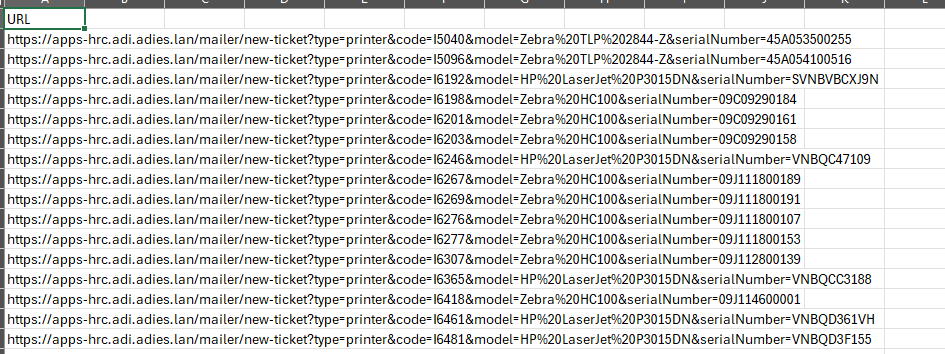 URL
https://apps-hrc.adi.adies.lan/mailer/new-ticket?type=printer&code=I5040&model=Zebra%20TLP%202844-Z&serialNumber=45A053500255
https://apps-hrc.adi.adies.lan/mailer/new-ticket?type=printer&code=I5096&model=Zebra%20TLP%202844-Z&serialNumber=45A054100516
https://apps-hrc.adi.adies.lan/mailer/new-ticket?type=printer&code=I6192&model=HP%20LaserJet%20P3015DN&serialNumber=SVNBVBCXJ9N
https://apps-hrc.adi.adies.lan/mailer/new-ticket?type=printer&code=I6198&model=Zebra%20HC100&serialNumber=09C09290184
https://apps-hrc.adi.adies.lan/mailer/new-ticket?type=printer&code=I6201&model=Zebra%20HC100&serialNumber=09C09290161
https://apps-hrc.adi.adies.lan/mailer/new-ticket?type=printer&code=I6203&model=Zebra%20HC100&serialNumber=09C09290158
https://apps-hrc.adi.adies.lan/mailer/new-ticket?type=printer&code=I6246&model=HP%20LaserJet%20P3015DN&serialNumber=VNBQC47109
https://apps-hrc.adi.adies.lan/mailer/new-ticket?type=printer&code=I6267&model=Zebra%20HC100&serialNumber=09J111800189
https://apps-hrc.adi.adies.lan/mailer/new-ticket?type=printer&code=I6269&model=Zebra%20HC100&serialNumber=09J111800191
https://apps-hrc.adi.adies.lan/mailer/new-ticket?type=printer&code=I6276&model=Zebra%20HC100&serialNumber=09J111800107
https://apps-hrc.adi.adies.lan/mailer/new-ticket?type=printer&code=I6277&model=Zebra%20HC100&serialNumber=09J111800153
https://apps-hrc.adi.adies.lan/mailer/new-ticket?type=printer&code=I6307&model=Zebra%20HC100&serialNumber=09J112800139
https://apps-hrc.adi.adies.lan/mailer/new-ticket?type=printer&code=I6365&model=HP%20LaserJet%20P3015DN&serialNumber=VNBQCC3188
https://apps-hrc.adi.adies.lan/mailer/new-ticket?type=printer&code=I6418&model=Zebra%20HC100&serialNumber=09J114600001
https://apps-hrc.adi.adies.lan/mailer/new-ticket?type=printer&code=I6461&model=HP%20LaserJet%20P3015DN&serialNumber=VNBQD361VH
https://apps-hrc.adi.adies.lan/mailer/new-ticket?type=printer&code=I6481&model=HP%20LaserJet%20P3015DN&serialNumber=VNBQD3F155